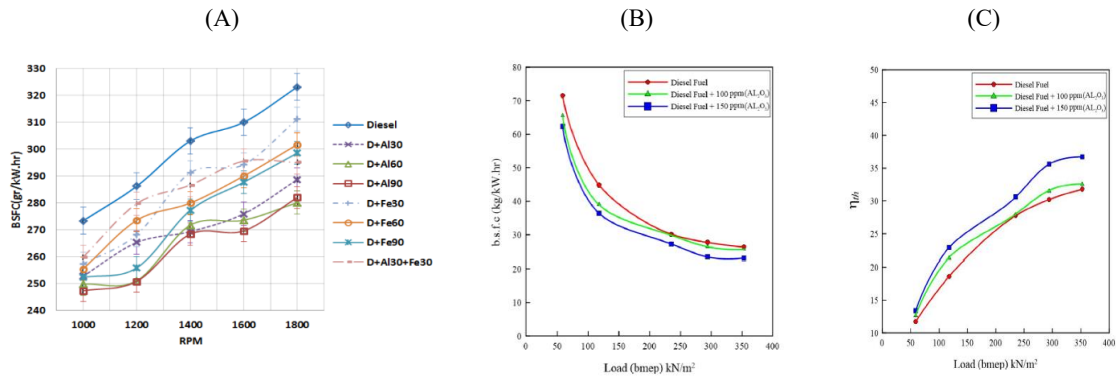 (A)
(B)
(C)
330
320
310
300
290
280
270
260
250
240
BSFC(gr/kW.hr)
1000 1200 1400 1600 1800
RPM
Diesel
D+Al30
D+Al60
D+Al90
D+Fe30
D+Fe60
D+Fe90
D+Al30+Fe30
80
70
60
50
40
30
20
10
0
b.s.f.c (kg/kW.hr)
Diesel Fuel
Diesel Fuel + 100 ppm(AL₂O₃)
Diesel Fuel + 150 ppm(AL₂O₃)
0 50 100 150 200 250 300 350 400
Load (bmep) kN/m²
50
45
40
35
30
25
20
15
10
ηth
Diesel Fuel
Diesel Fuel + 100 ppm(AL₂O₃)
Diesel Fuel + 150 ppm(AL₂O₃)
0 50 100 150 200 250 300 350 400
Load (bmep) kN/m²